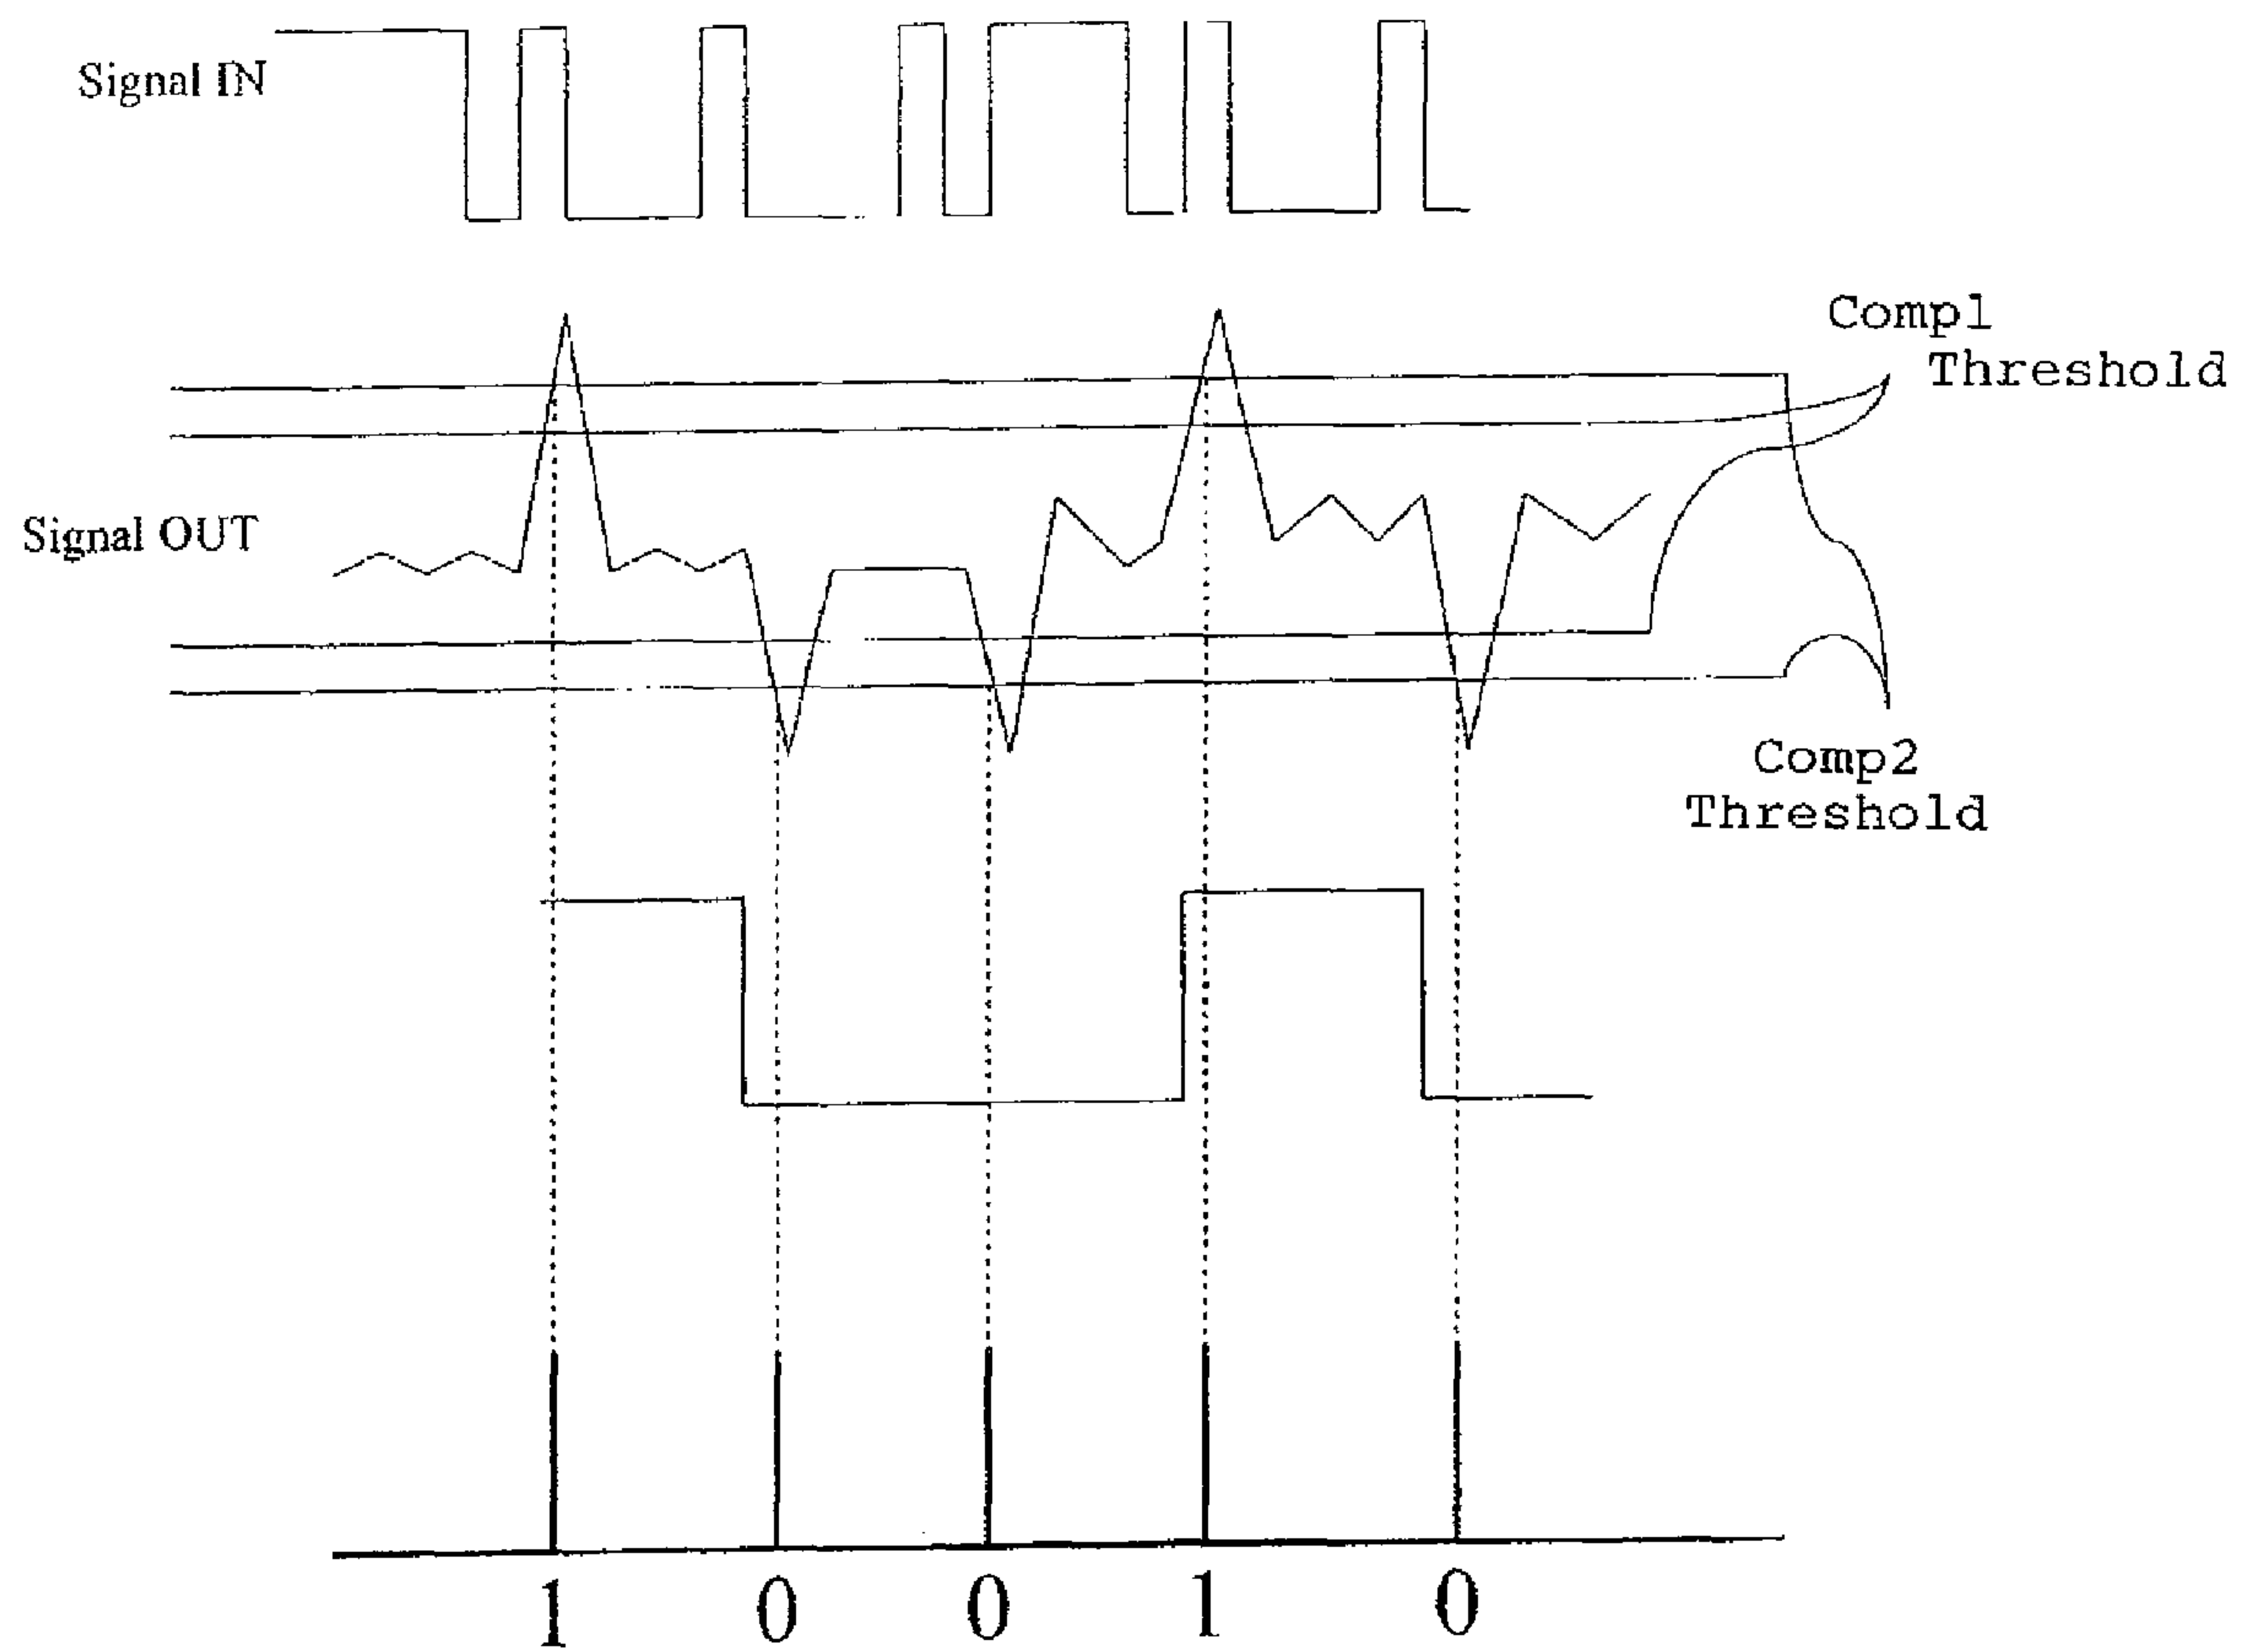 Signal IN
Comp1
Threshold
Signal OUT
Comp2
Threshold
1 0 0 1 0